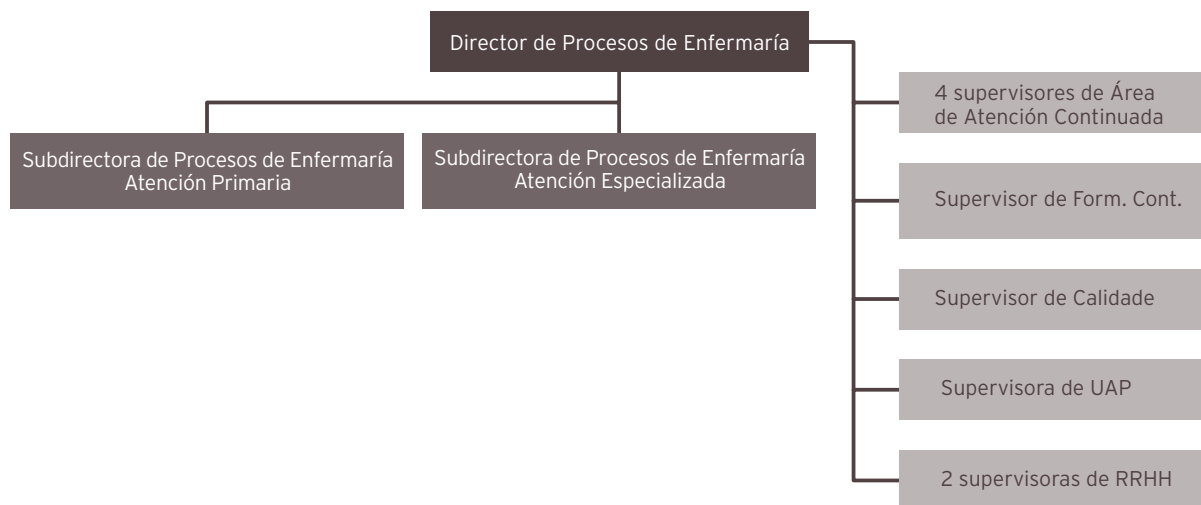 Director de Procesos de Enfermaría
Subdirectora de Procesos de Enfermaría
Atención Primaria
Subdirectora de Procesos de Enfermaría
Atención Especializada
4 supervisores de Área
de Atención Continuada
Supervisor de Form. Cont.
Supervisor de Calidade
Supervisora de UAP
2 supervisoras de RRHH